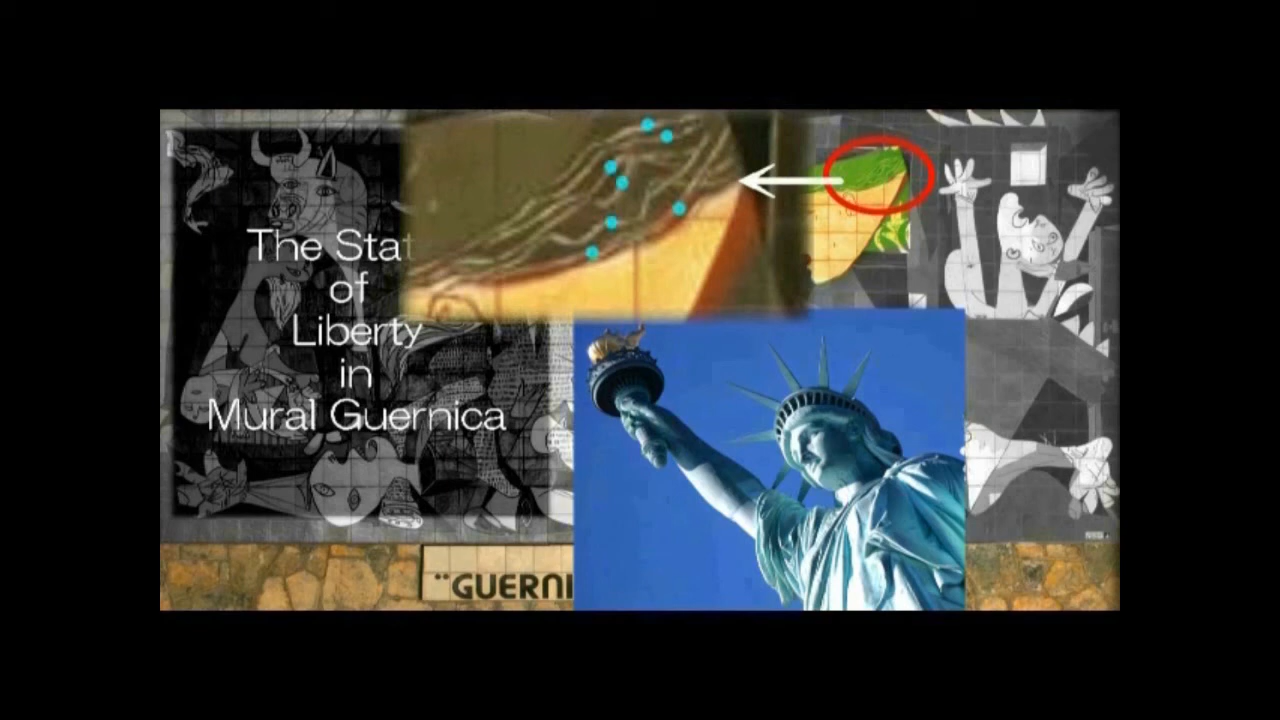 The Stat
of
Liberty
in
Mural Guernica
¨GUERNI